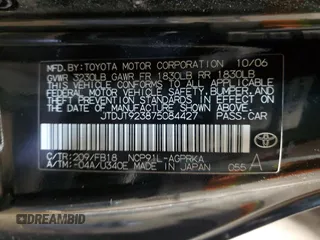 MFD. BY: TOYOTA MOTOR CORPORATION 10/06
GVWR 3230LB GAWR FR 1830LB RR 1830LB
THIS VEHICLE CONFORMS TO ALL APPLICABLE
FEDERAL MOTOR VEHICLE SAFETY, BUMPER, AND
THEFT PREVENTION STANDARDS IN EFFECT ON THE
DATE OF MANUFACTURE SHOWN ABOVE.
JTDJT923875084427 PASS.CAR
C/TR: 209/FB18 NCP91L-AGPRKA
A/TM: -04A/U340E MADE IN JAPAN 055 A
TOYOTA
DREAMBID